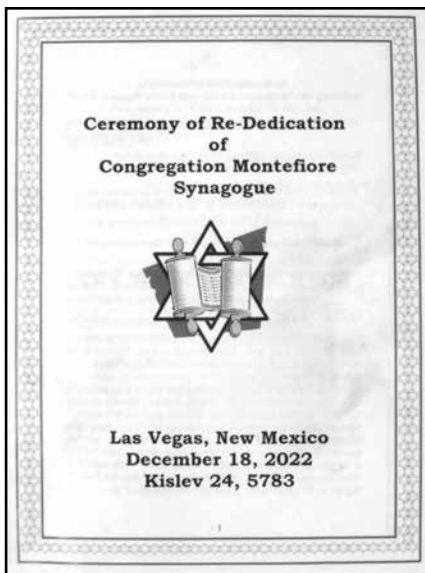 Ceremony of Re-Dedication
of
Congregation Montefiore
Synagogue
Las Vegas, New Mexico
December 18, 2022
Kislev 24, 5783
1